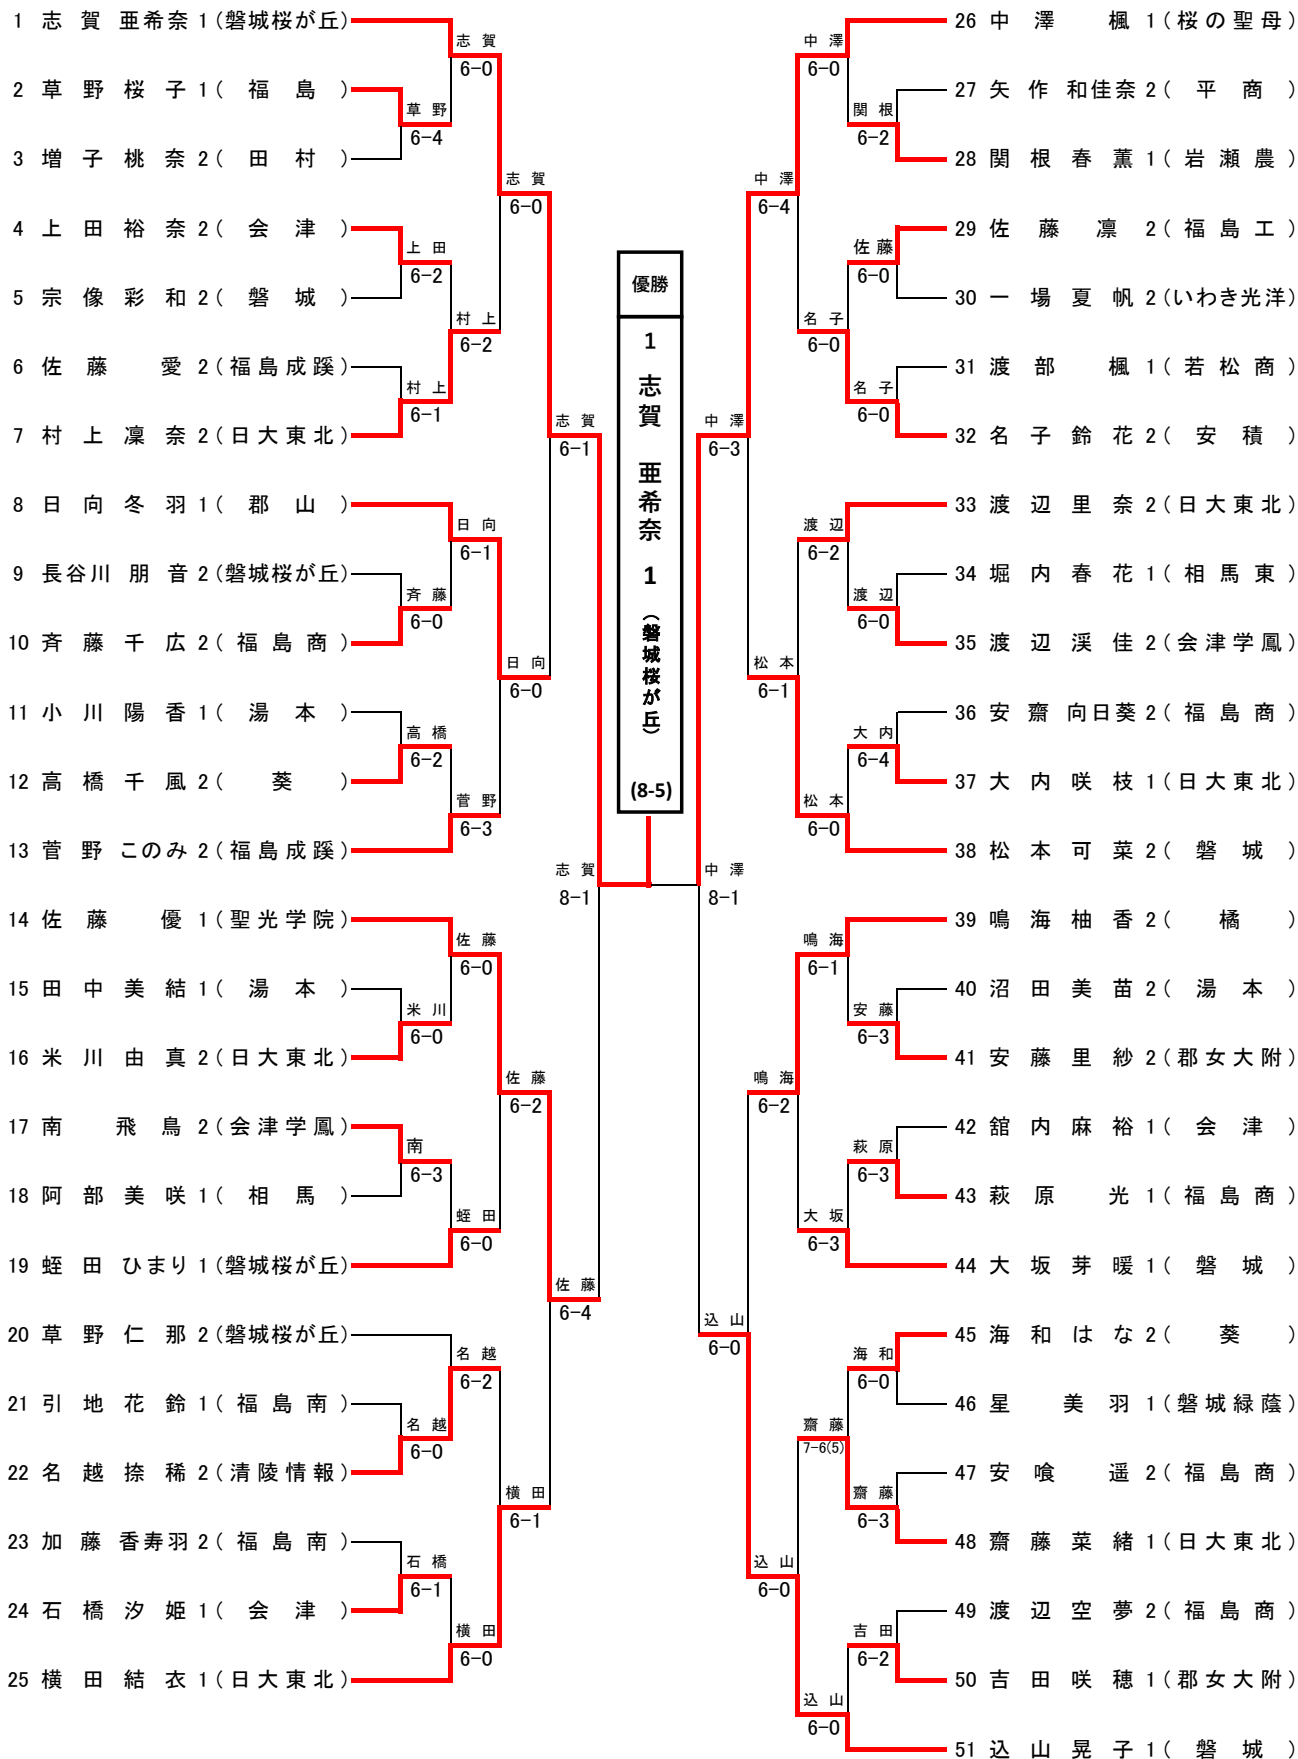 1 志賀 亜希奈 1 (磐城桜が丘)
2 草野桜子 1 (福島)
3 増子桃奈 2 (田村)
4 上田裕奈 2 (会津)
5 宗像彩和 2 (磐城)
6 佐藤 愛 2 (福島成蹊)
7 村上凜奈 2 (日大東北)
8 日向冬羽 1 (郡山)
9 長谷川 朋音 2 (磐城桜が丘)
10 斉藤千広 2 (福島商)
11 小川陽香 1 (湯本)
12 高橋千風 2 (葵)
13 菅野 このみ 2 (福島成蹊)
14 佐藤 優 1 (聖光学院)
15 田中美結 1 (湯本)
16 米川由真 2 (日大東北)
17 南 飛鳥 2 (会津学鳳)
18 阿部美咲 1 (相馬)
19 蛭田 ひまり 1 (磐城桜が丘)
20 草野仁那 2 (磐城桜が丘)
21 引地花鈴 1 (福島南)
22 名越捺稀 2 (清陵情報)
23 加藤 香寿羽 2 (福島南)
24 石橋汐姫 1 (会津)
25 横田結衣 1 (日大東北)
草野
6-4
上田
6-2
村上
6-1
斉藤
6-0
高橋
6-2
米川
6-0
南
6-3
名越
6-0
石橋
6-1
志賀
6-0
村上
6-2
日向
6-1
菅野
6-3
佐藤
6-0
蛭田
6-0
名越
6-2
横田
6-0
志賀
6-0
日向
6-0
佐藤
6-2
横田
6-1
志賀
6-1
佐藤
6-4
志賀
8-1
優勝
1 志賀 亜希奈 1 (磐城桜が丘)
(8-5)
中澤
8-1
中澤
6-3
込山
6-0
中澤
6-4
松本
6-1
鳴海
6-2
込山
6-0
中澤
6-0
名子
6-0
渡辺
6-2
松本
6-0
鳴海
6-1
大坂
6-3
齋藤
7-6(5)
込山
6-0
関根
6-2
佐藤
6-0
名子
6-0
渡辺
6-0
大内
6-4
安藤
6-3
萩原
6-3
海和
6-0
齋藤
6-3
吉田
6-2
26 中澤 楓 1 (桜の聖母)
27 矢作 和佳奈 2 (平商)
28 関根春薫 1 (岩瀬農)
29 佐藤 凛 2 (福島工)
30 一場夏帆 2 (いわき光洋)
31 渡部 楓 1 (若松商)
32 名子鈴花 2 (安積)
33 渡辺里奈 2 (日大東北)
34 堀内春花 1 (相馬東)
35 渡辺渓佳 2 (会津学鳳)
36 安齋 向日葵 2 (福島商)
37 大内咲枝 1 (日大東北)
38 松本可菜 2 (磐城)
39 鳴海柚香 2 (橘)
40 沼田美苗 2 (湯本)
41 安藤里紗 2 (郡女大附)
42 舘内麻裕 1 (会津)
43 萩原 光 1 (福島商)
44 大坂芽暖 1 (磐城)
45 海和はな 2 (葵)
46 星 美羽 1 (磐城緑蔭)
47 安喰 遥 2 (福島商)
48 齋藤菜緒 1 (日大東北)
49 渡辺空夢 2 (福島商)
50 吉田咲穂 1 (郡女大附)
51 込山晃子 1 (磐城)